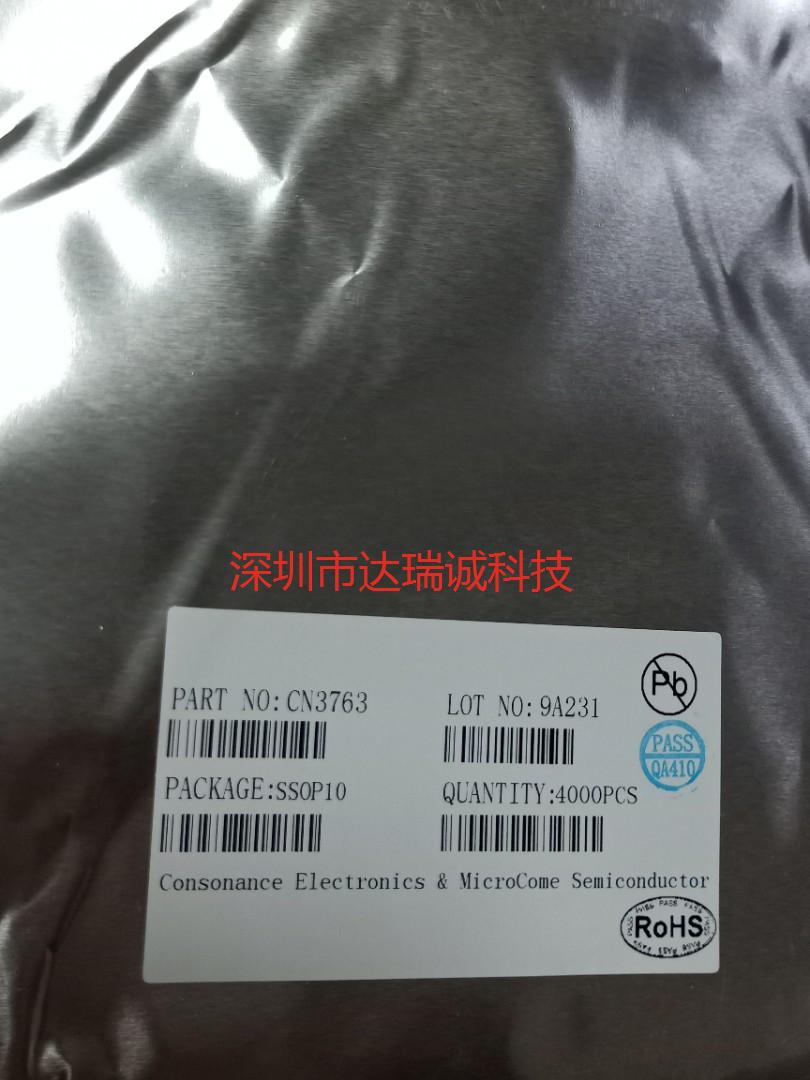 深圳市达瑞诚科技
PART NO:CN3763
LOT NO:9A231
Pb
PASS
QA410
PACKAGE:SSOP10
QUANTITY:4000PCS
Consonance Electronics & MicroCome Semiconductor
RoHS